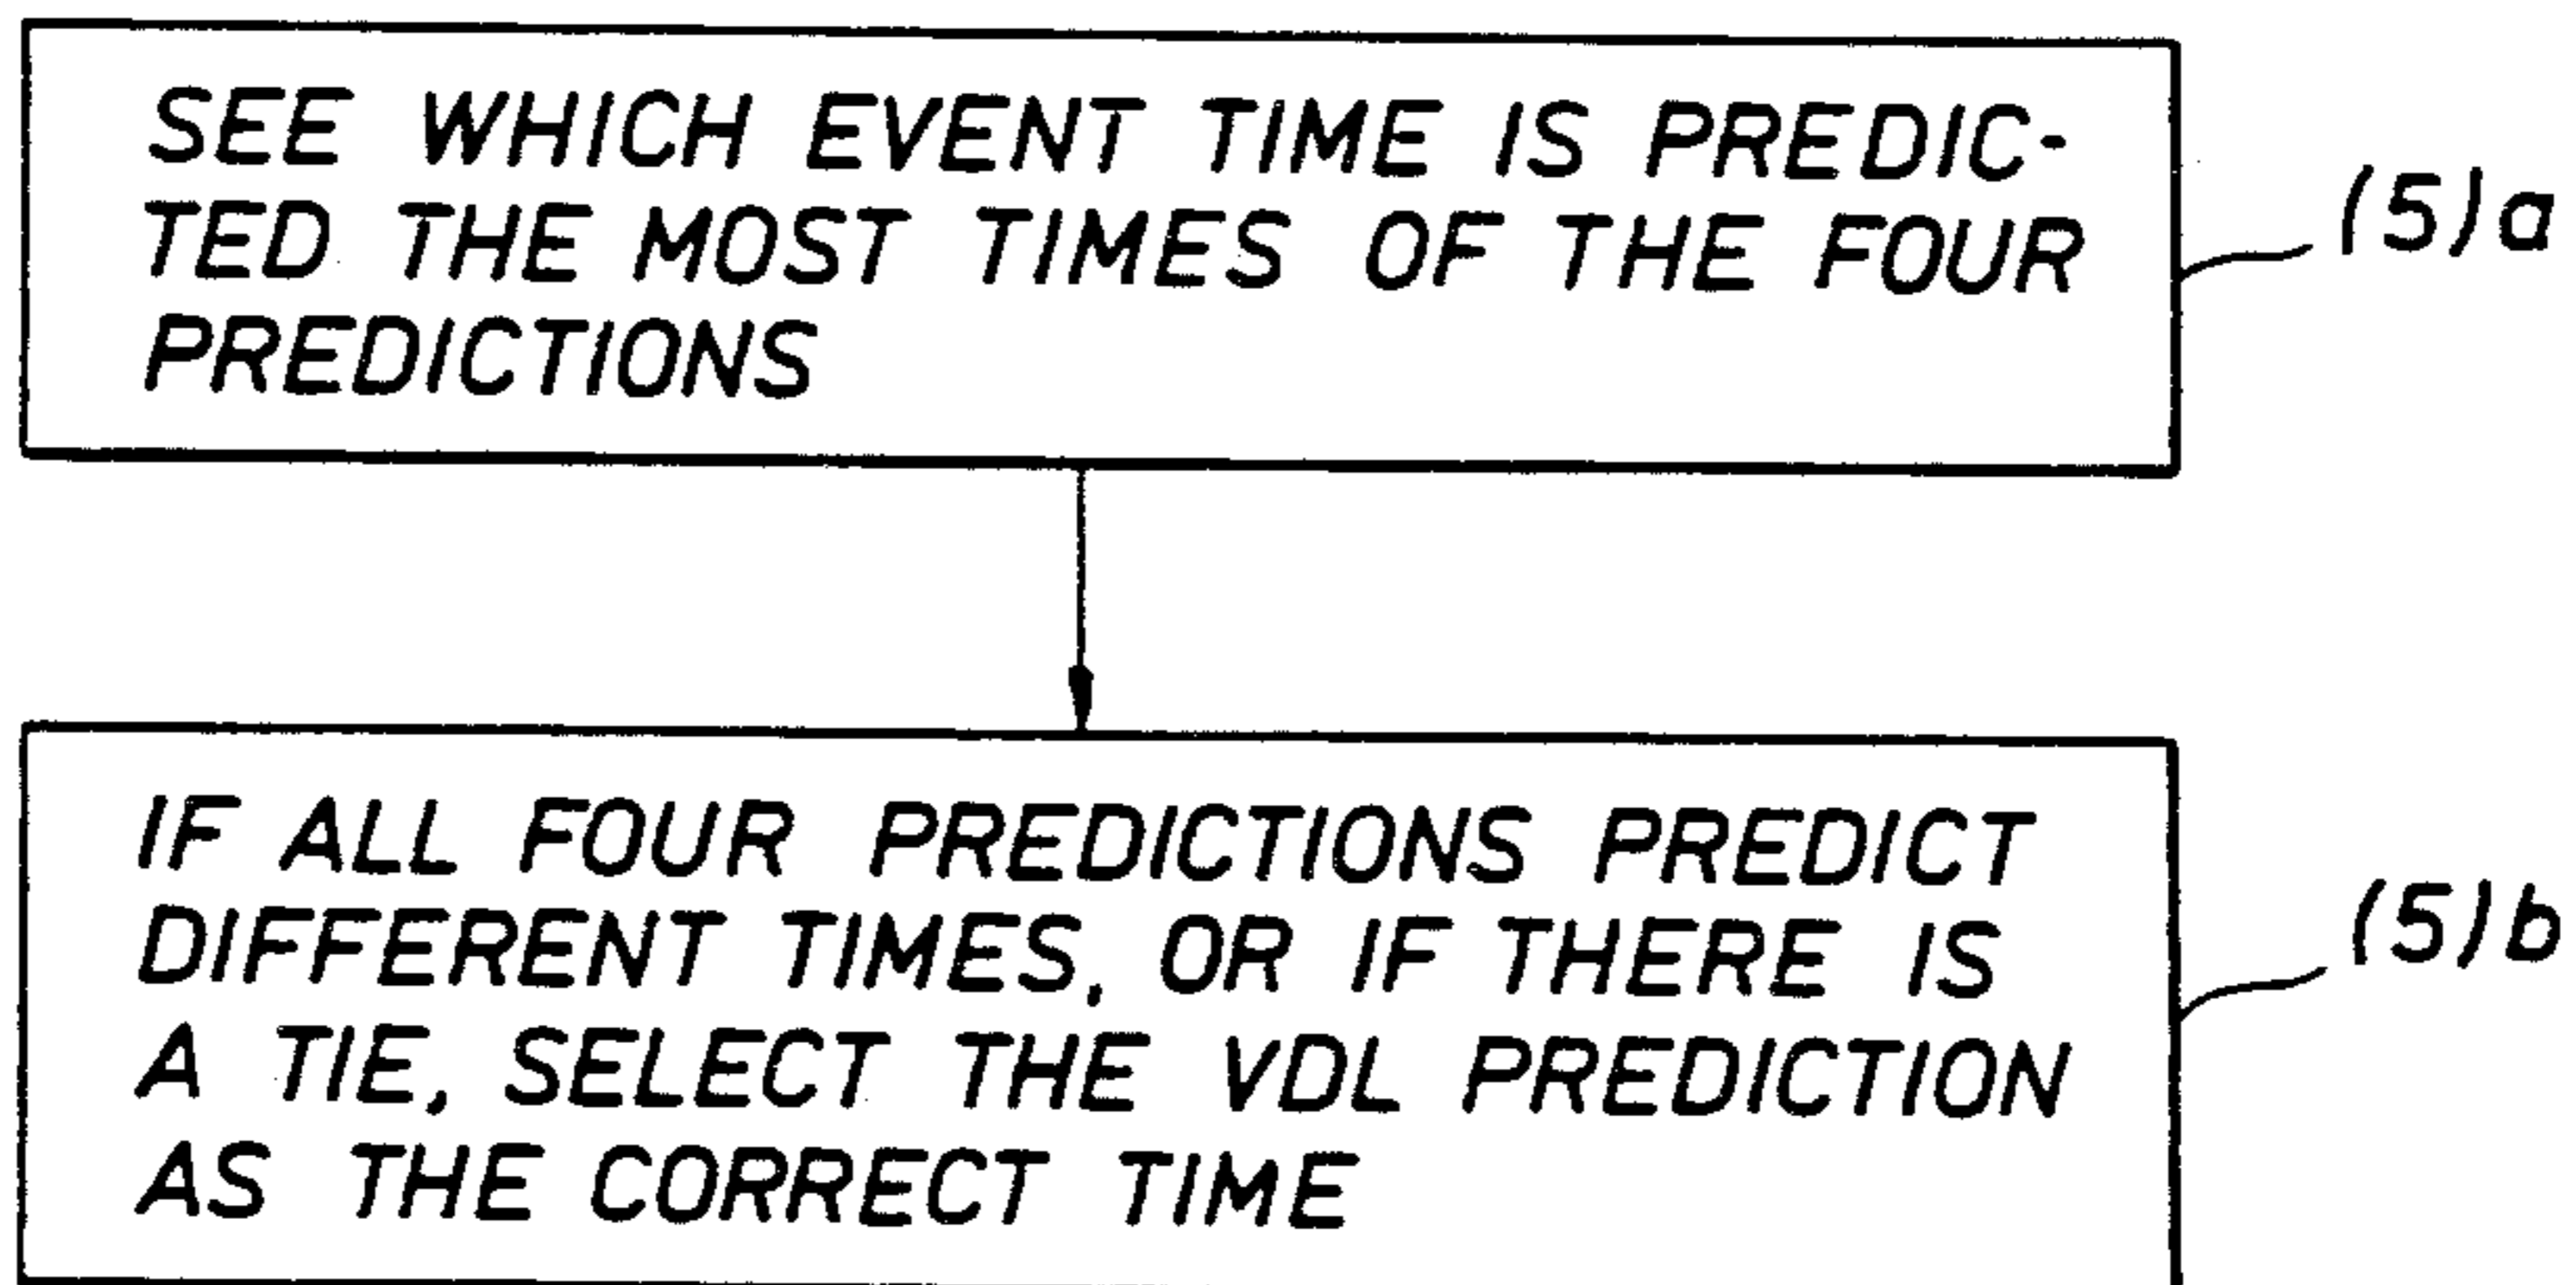 SEE WHICH EVENT TIME IS PREDIC-
TED THE MOST TIMES OF THE FOUR
PREDICTIONS
(5)a
IF ALL FOUR PREDICTIONS PREDICT
DIFFERENT TIMES, OR IF THERE IS
A TIE, SELECT THE VDL PREDICTION
AS THE CORRECT TIME
(5)b